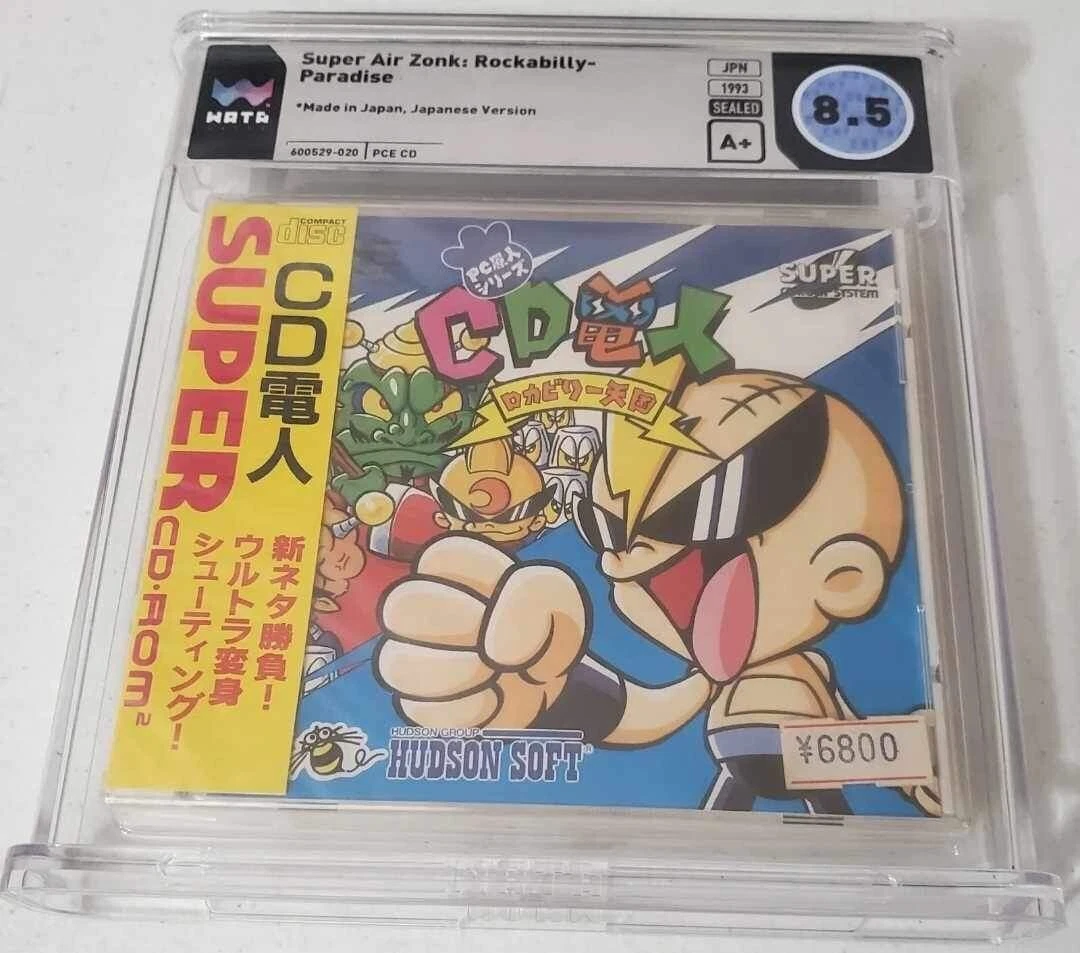 Super Air Zonk: Rockabilly-
Paradise
*Made in Japan, Japanese Version
600529-020 PCE CD
WATA
JPN
1993
SEALED
A+
8.5
COMPACT
disc
CD電人
SUPER CD・ROM²
新ネタ勝負!
ウルトラ変身
シューティング!
PC原人
シリーズ
CD電人
ロカビリー天国
SUPER
SYSTEM
HUDSON GROUP
HUDSON SOFT®
¥6800